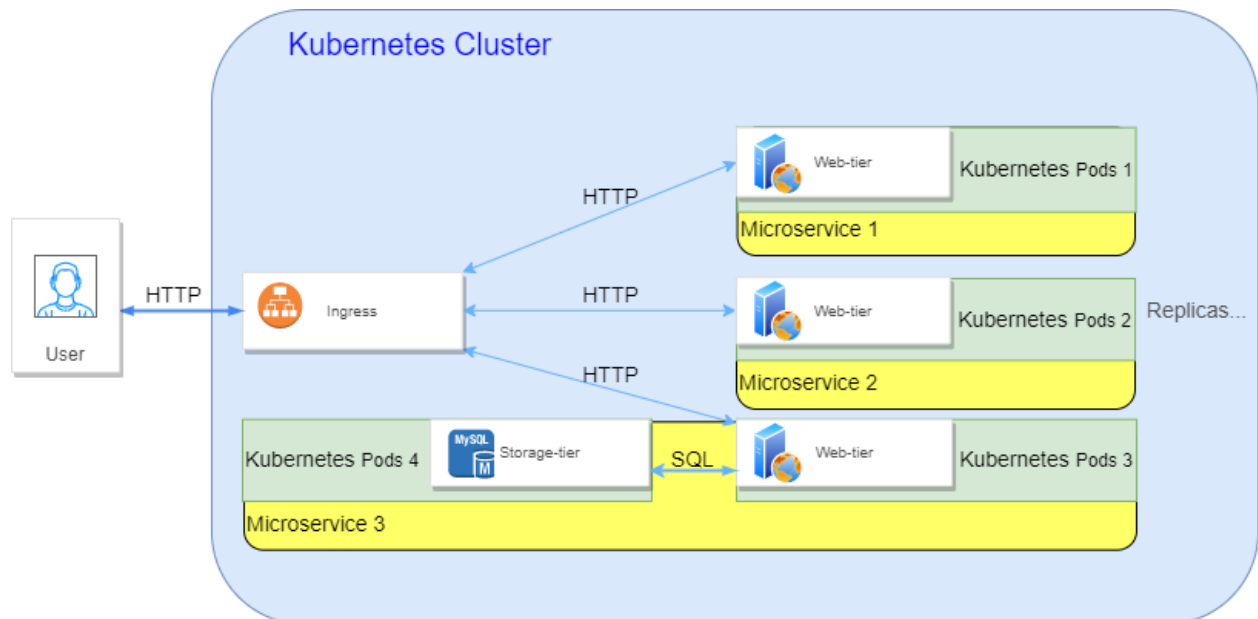 Kubernetes Cluster
Web-tier
Kubernetes Pods 1
HTTP
Microservice 1
HTTP
HTTP
Ingress
Web-tier
Kubernetes Pods 2
Replicas...
User
HTTP
Microservice 2
Kubernetes Pods 4
MySQL
M
Storage-tier
SQL
Web-tier
Kubernetes Pods 3
Microservice 3